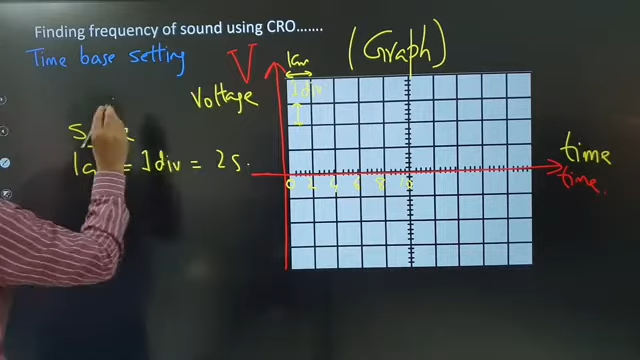 Finding frequency of sound using CRO.......
Time base setting
V
1cm
(Graph)
Voltage
1 div
= 1div = 2s.
0 2 4 6 8 10
time
time.